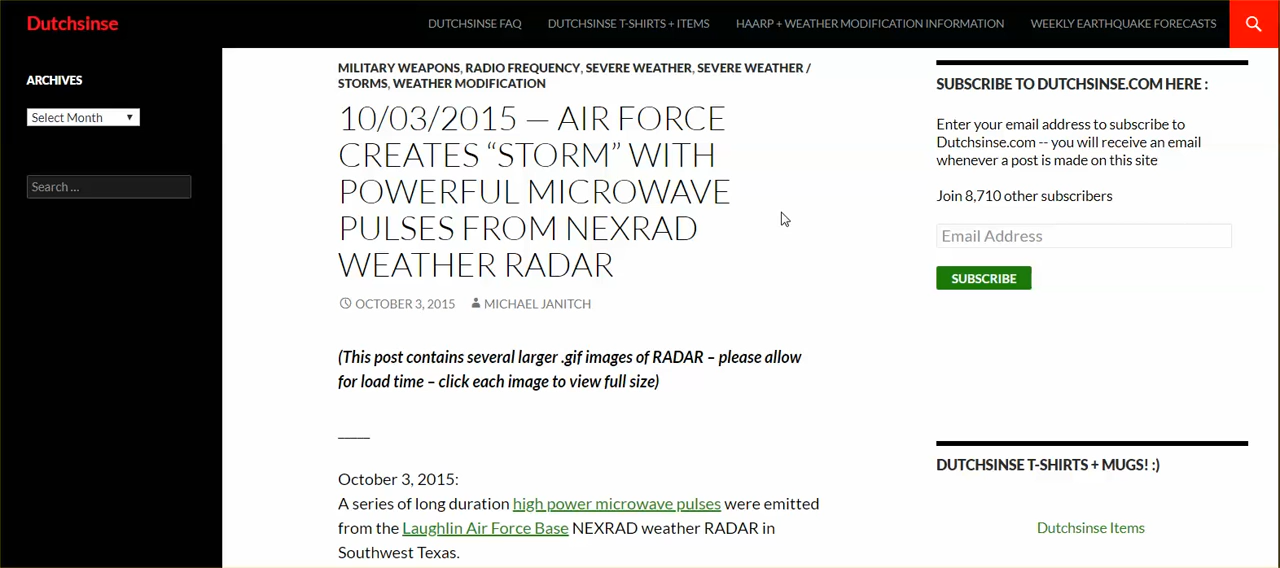 Dutchsinse
DUTCHSINSE FAQ
DUTCHSINSE T-SHIRTS + ITEMS
HAARP + WEATHER MODIFICATION INFORMATION
WEEKLY EARTHQUAKE FORECASTS
ARCHIVES
Select Month
Search ...
MILITARY WEAPONS, RADIO FREQUENCY, SEVERE WEATHER, SEVERE WEATHER /
STORMS, WEATHER MODIFICATION
10/03/2015 — AIR FORCE
CREATES “STORM” WITH
POWERFUL MICROWAVE
PULSES FROM NEXRAD
WEATHER RADAR
OCTOBER 3, 2015 MICHAEL JANITCH
(This post contains several larger .gif images of RADAR – please allow
for load time – click each image to view full size)
October 3, 2015:
A series of long duration high power microwave pulses were emitted
from the Laughlin Air Force Base NEXRAD weather RADAR in
Southwest Texas.
SUBSCRIBE TO DUTCHSINSE.COM HERE :
Enter your email address to subscribe to
Dutchsinse.com -- you will receive an email
whenever a post is made on this site
Join 8,710 other subscribers
Email Address
SUBSCRIBE
DUTCHSINSE T-SHIRTS + MUGS! :)
Dutchsinse Items